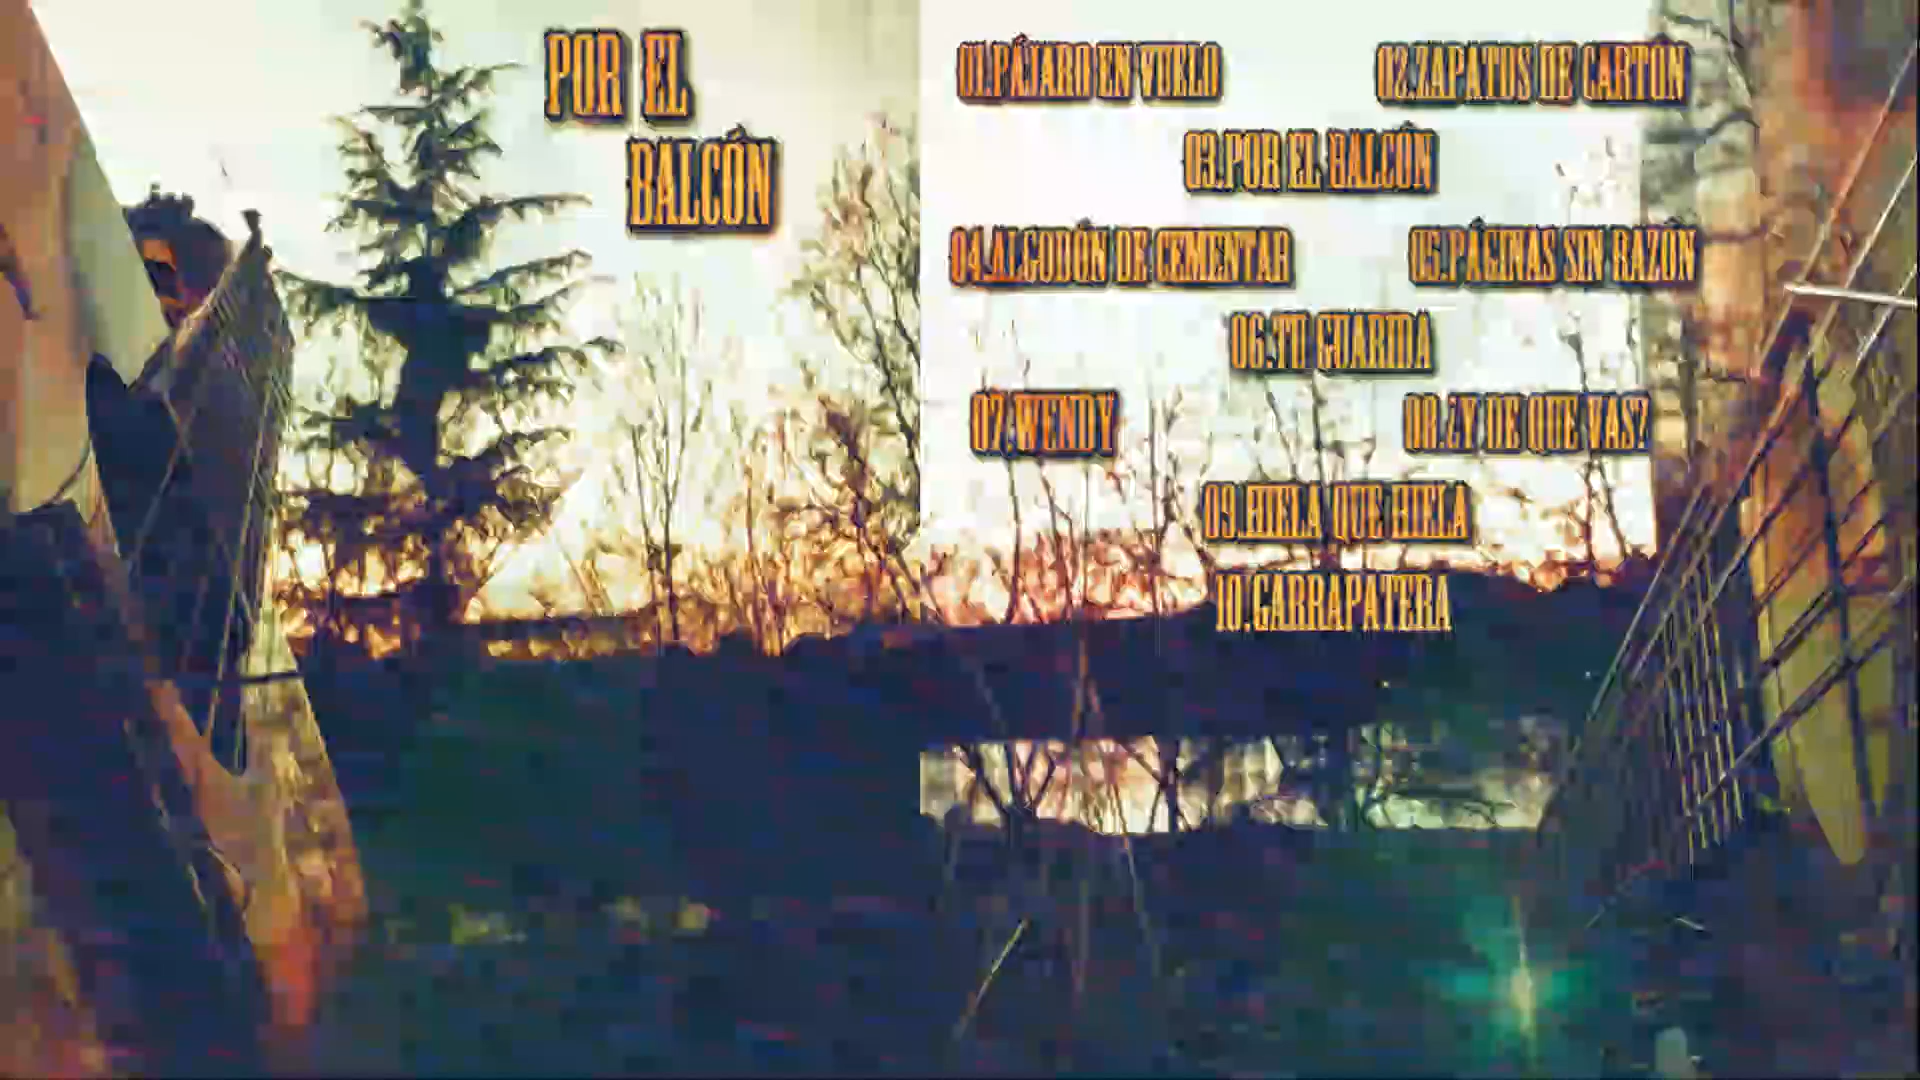 POR EL
BALCÓN
01.PÁJARO EN VUELO
02.ZAPATOS DE CARTÓN
03.POR EL BALCÓN
04.ALGODÓN DE CEMENTAR
05.PÁGINAS SIN RAZÓN
06.TU GUARIDA
07.WENDY
08.¿Y DE QUE VAS?
09.HIELA QUE HIELA
10.GARRAPATERA